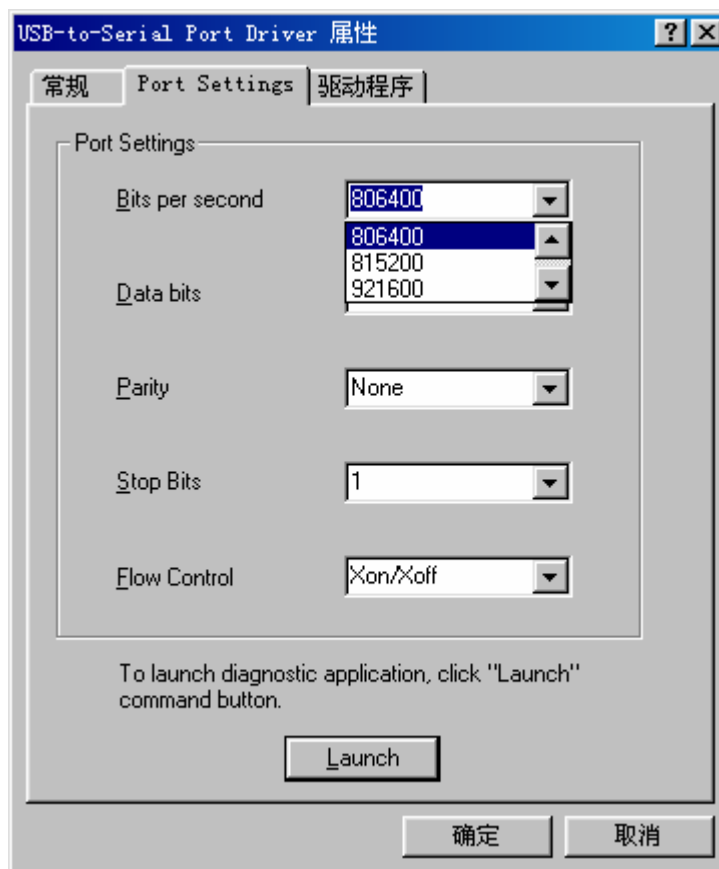 USB-to-Serial Port Driver 属性
常规 Port Settings 驱动程序
Port Settings
Bits per second 806400
806400
815200
921600
Data bits
Parity None
Stop Bits 1
Flow Control Xon/Xoff
To launch diagnostic application, click "Launch"
command button.
Launch
确定 取消